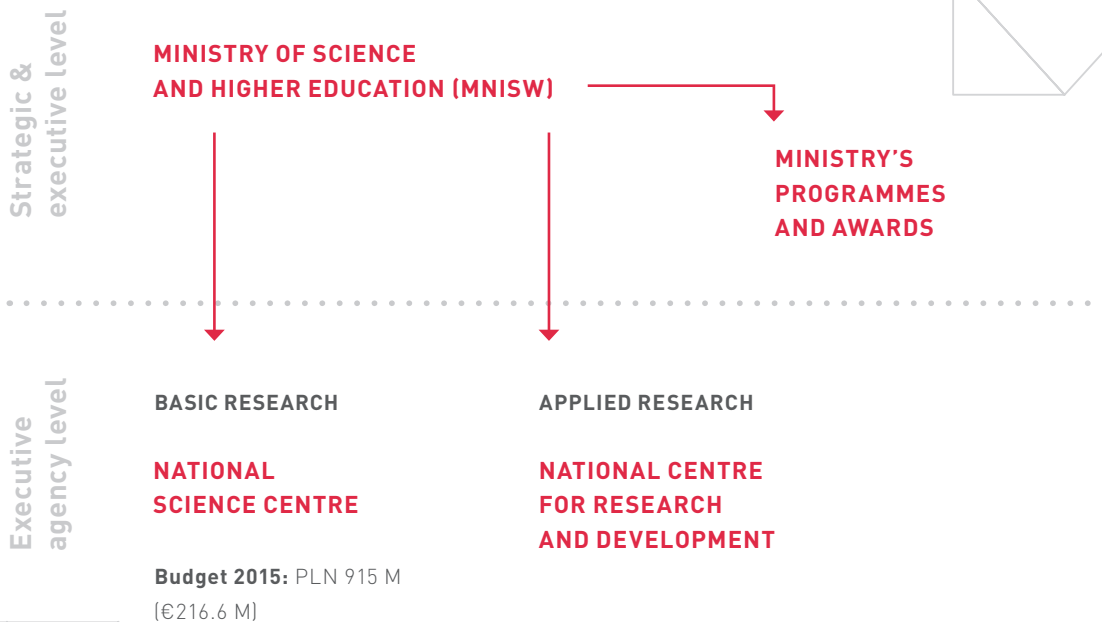 Strategic &
executive level
MINISTRY OF SCIENCE
AND HIGHER EDUCATION (MNISW)
MINISTRY'S
PROGRAMMES
AND AWARDS
Executive
agency level
BASIC RESEARCH
NATIONAL
SCIENCE CENTRE
Budget 2015: PLN 915 M
(€216.6 M)
APPLIED RESEARCH
NATIONAL CENTRE
FOR RESEARCH
AND DEVELOPMENT